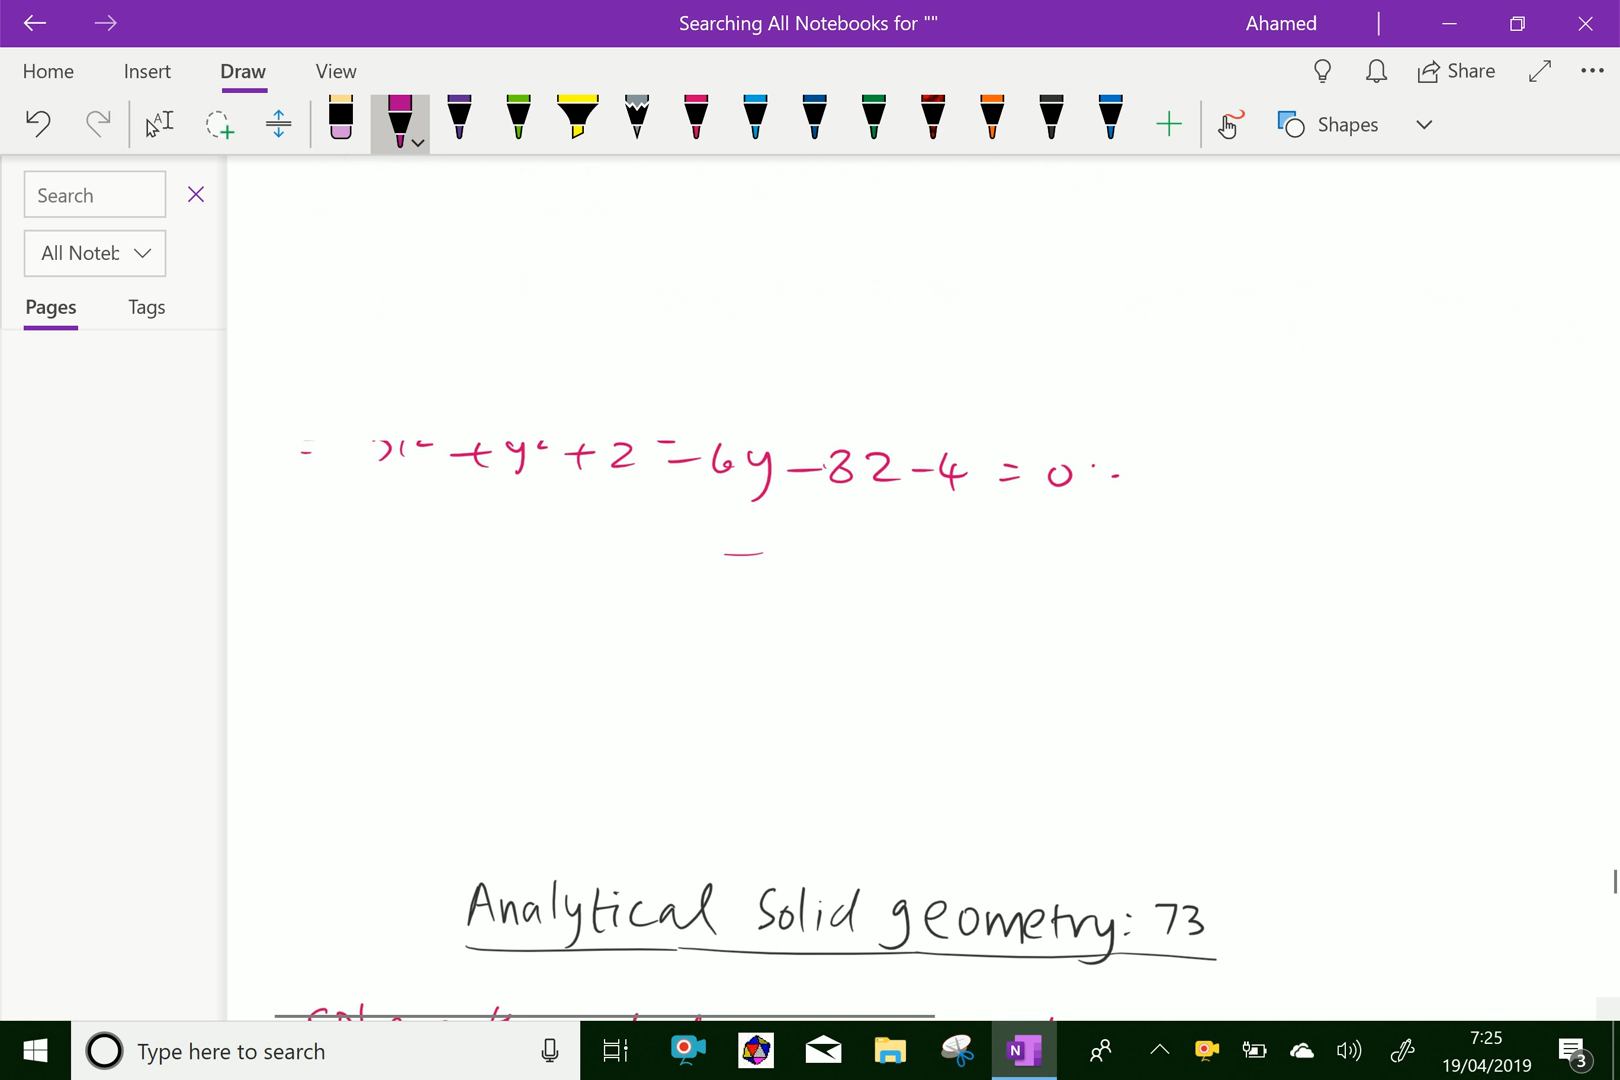 Searching All Notebooks for ""
Ahamed
Home Insert Draw View
Share
Shapes
Search
All Noteb
Pages Tags
= x² + y² + z² - 6y - 8z - 4 = 0
Analytical Solid geometry: 73
Type here to search
7:25
19/04/2019
3